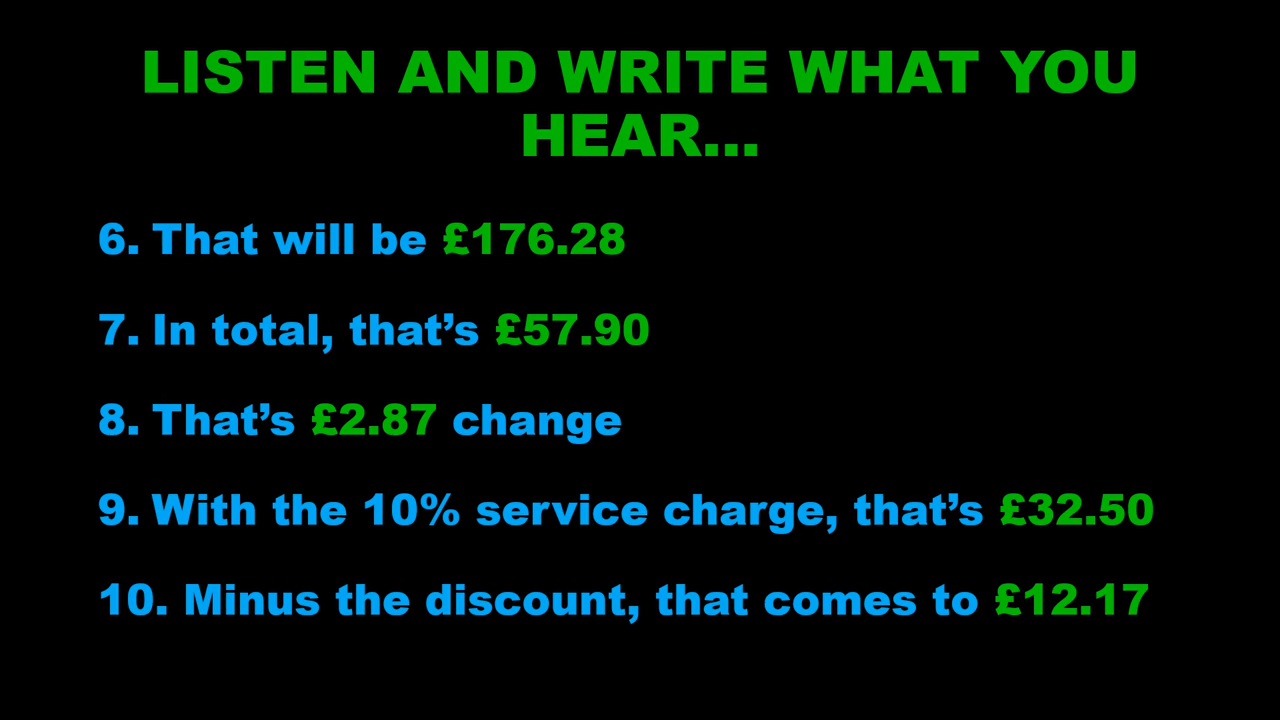 LISTEN AND WRITE WHAT YOU
HEAR...
6. That will be £176.28
7. In total, that’s £57.90
8. That’s £2.87 change
9. With the 10% service charge, that’s £32.50
10. Minus the discount, that comes to £12.17